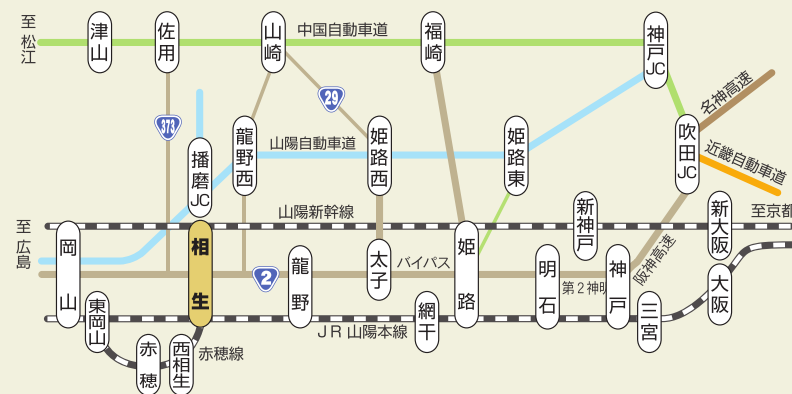 至松江
津山
佐用
山崎
中国自動車道
福崎
神戸JC
名神高速
29
373
播磨JC
龍野西
山陽自動車道
姫路西
姫路東
吹田JC
近畿自動車道
至広島
岡山
山陽新幹線
相生
新神戸
新大阪
至京都
2
龍野
太子
バイパス
姫路
明石
第2神明
神戸
阪神高速
大阪
東岡山
JR山陽本線
網干
三宮
赤穂
西相生
赤穂線